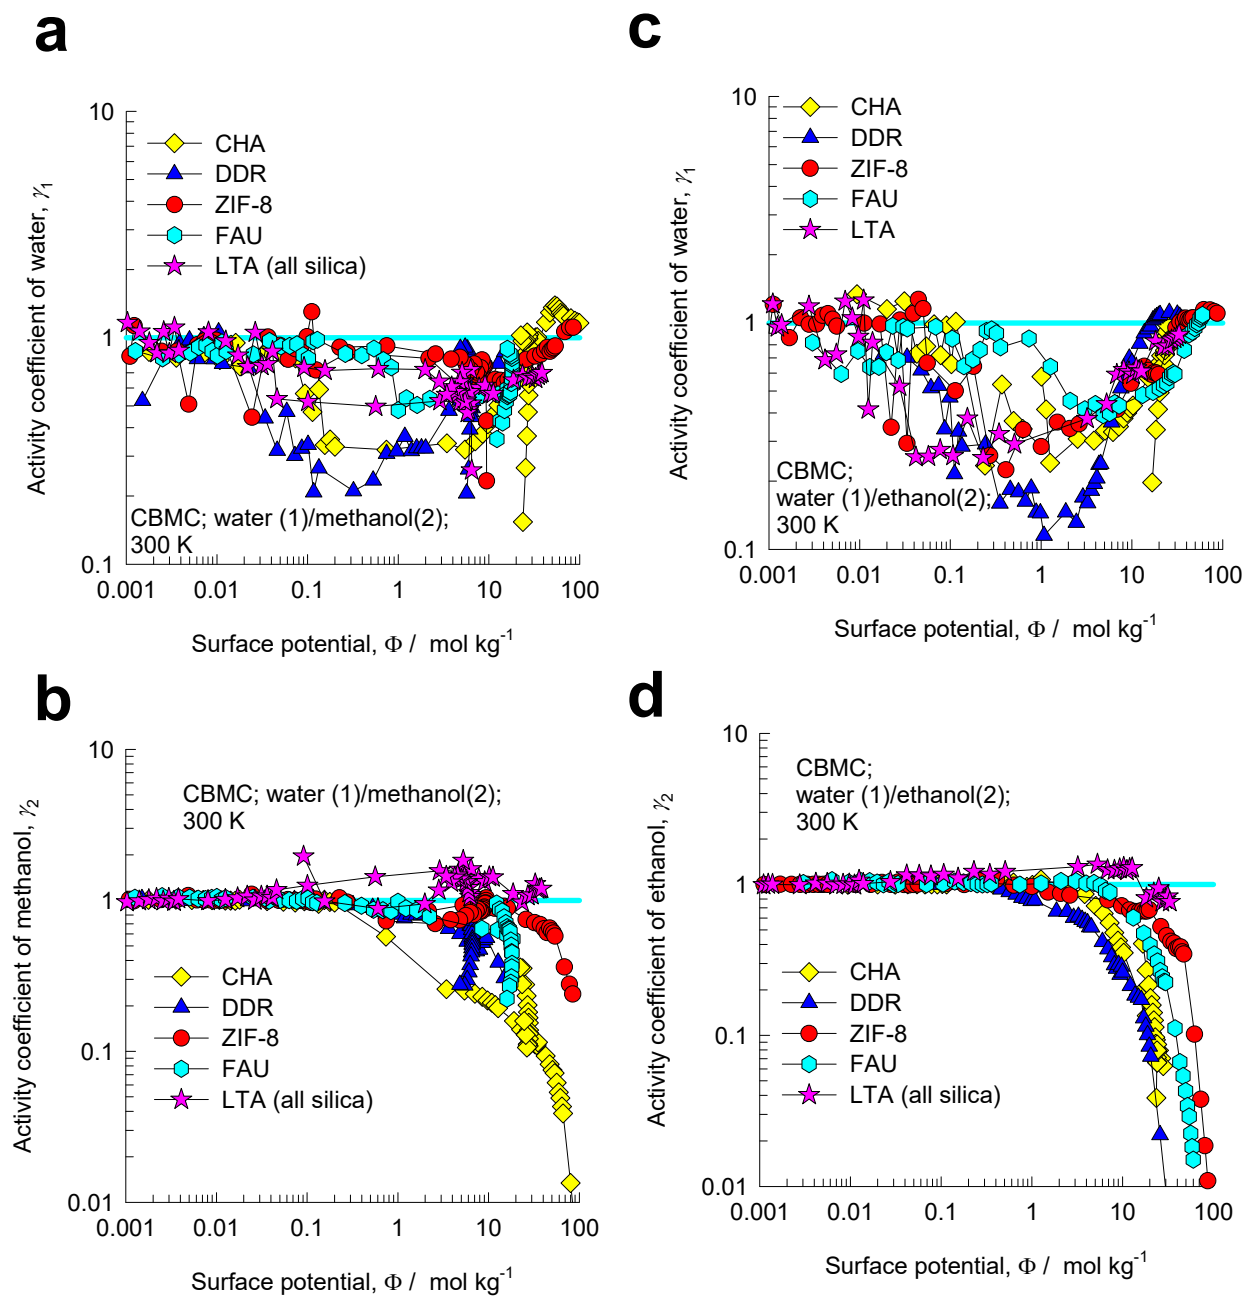 a
10
1
0.1
Activity coefficient of water, γ1
CHA
DDR
ZIF-8
FAU
LTA (all silica)
CBMC; water (1)/methanol(2);
300 K
0.001
0.01
0.1
1
10
100
Surface potential, Φ / mol kg-1
c
10
1
0.1
Activity coefficient of water, γ1
CHA
DDR
ZIF-8
FAU
LTA
CBMC;
water (1)/ethanol(2);
300 K
0.001
0.01
0.1
1
10
100
Surface potential, Φ / mol kg-1
b
10
1
0.1
0.01
Activity coefficient of methanol, γ2
CBMC; water (1)/methanol(2);
300 K
CHA
DDR
ZIF-8
FAU
LTA (all silica)
0.001
0.01
0.1
1
10
100
Surface potential, Φ / mol kg-1
d
10
1
0.1
0.01
Activity coefficient of ethanol, γ2
CBMC;
water (1)/ethanol(2);
300 K
CHA
DDR
ZIF-8
FAU
LTA (all silica)
0.001
0.01
0.1
1
10
100
Surface potential, Φ / mol kg-1